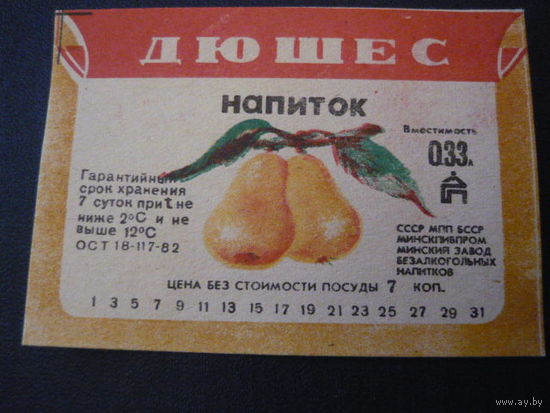 ДЮШЕС
напиток
Вместимость
0.33л
Гарантийный
срок хранения
7 суток при t не
ниже 2°С и не
выше 12°С
ОСТ 18-117-82
СССР МПП БССР
МИНСКПИВПРОМ
МИНСКИЙ ЗАВОД
БЕЗАЛКОГОЛЬНЫХ
НАПИТКОВ
ЦЕНА БЕЗ СТОИМОСТИ ПОСУДЫ 7 КОП.
1 3 5 7 9 11 13 15 17 19 21 23 25 27 29 31
www.ay.by